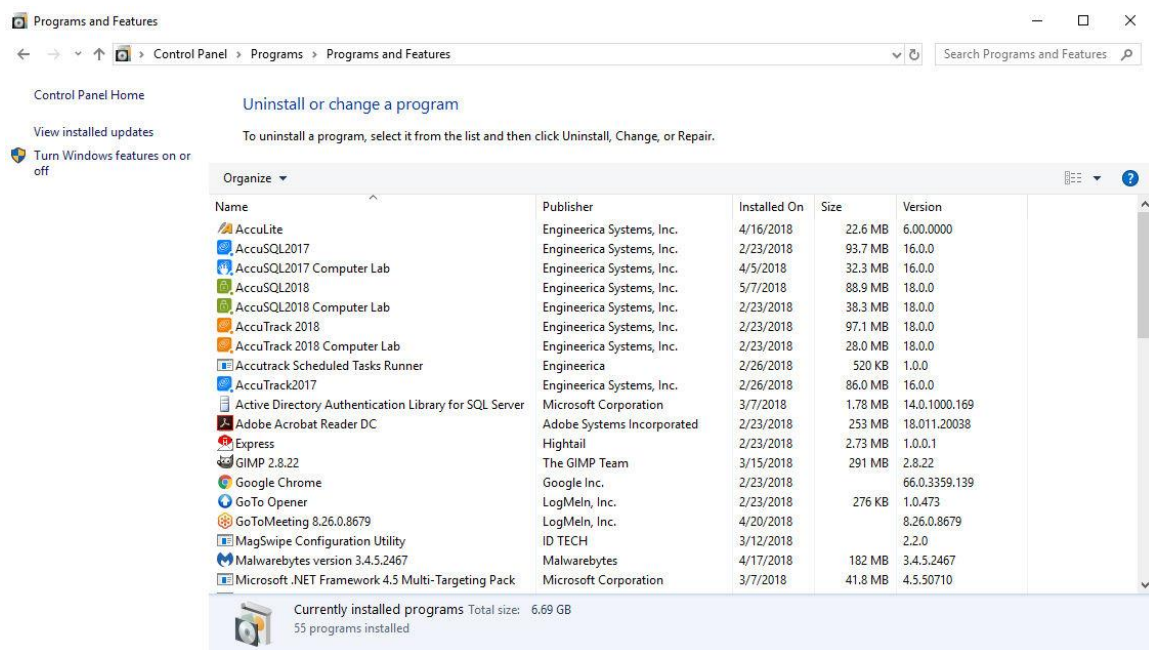 Programs and Features
Control Panel > Programs > Programs and Features
Search Programs and Features
Control Panel Home
View installed updates
Turn Windows features on or
off
Uninstall or change a program
To uninstall a program, select it from the list and then click Uninstall, Change, or Repair.
Organize
Name Publisher Installed On Size Version
AccuLite Engineerica Systems, Inc. 4/16/2018 22.6 MB 6.00.0000
AccuSQL2017 Engineerica Systems, Inc. 2/23/2018 93.7 MB 16.0.0
AccuSQL2017 Computer Lab Engineerica Systems, Inc. 4/5/2018 32.3 MB 16.0.0
AccuSQL2018 Engineerica Systems, Inc. 5/7/2018 88.9 MB 18.0.0
AccuSQL2018 Computer Lab Engineerica Systems, Inc. 2/23/2018 38.3 MB 18.0.0
AccuTrack 2018 Engineerica Systems, Inc. 2/23/2018 97.1 MB 18.0.0
AccuTrack 2018 Computer Lab Engineerica Systems, Inc. 2/23/2018 28.0 MB 18.0.0
Accutrack Scheduled Tasks Runner Engineerica 2/26/2018 520 KB 1.0.0
AccuTrack2017 Engineerica Systems, Inc. 2/26/2018 86.0 MB 16.0.0
Active Directory Authentication Library for SQL Server Microsoft Corporation 3/7/2018 1.78 MB 14.0.1000.169
Adobe Acrobat Reader DC Adobe Systems Incorporated 2/23/2018 253 MB 18.011.20038
Express Hightail 2/23/2018 2.73 MB 1.0.0.1
GIMP 2.8.22 The GIMP Team 3/15/2018 291 MB 2.8.22
Google Chrome Google Inc. 2/23/2018 66.0.3359.139
GoTo Opener LogMeIn, Inc. 2/23/2018 276 KB 1.0.473
GoToMeeting 8.26.0.8679 LogMeIn, Inc. 4/20/2018 8.26.0.8679
MagSwipe Configuration Utility ID TECH 3/12/2018 2.2.0
Malwarebytes version 3.4.5.2467 Malwarebytes 4/17/2018 182 MB 3.4.5.2467
Microsoft .NET Framework 4.5 Multi-Targeting Pack Microsoft Corporation 3/7/2018 41.8 MB 4.5.50710
Currently installed programs Total size: 6.69 GB
55 programs installed